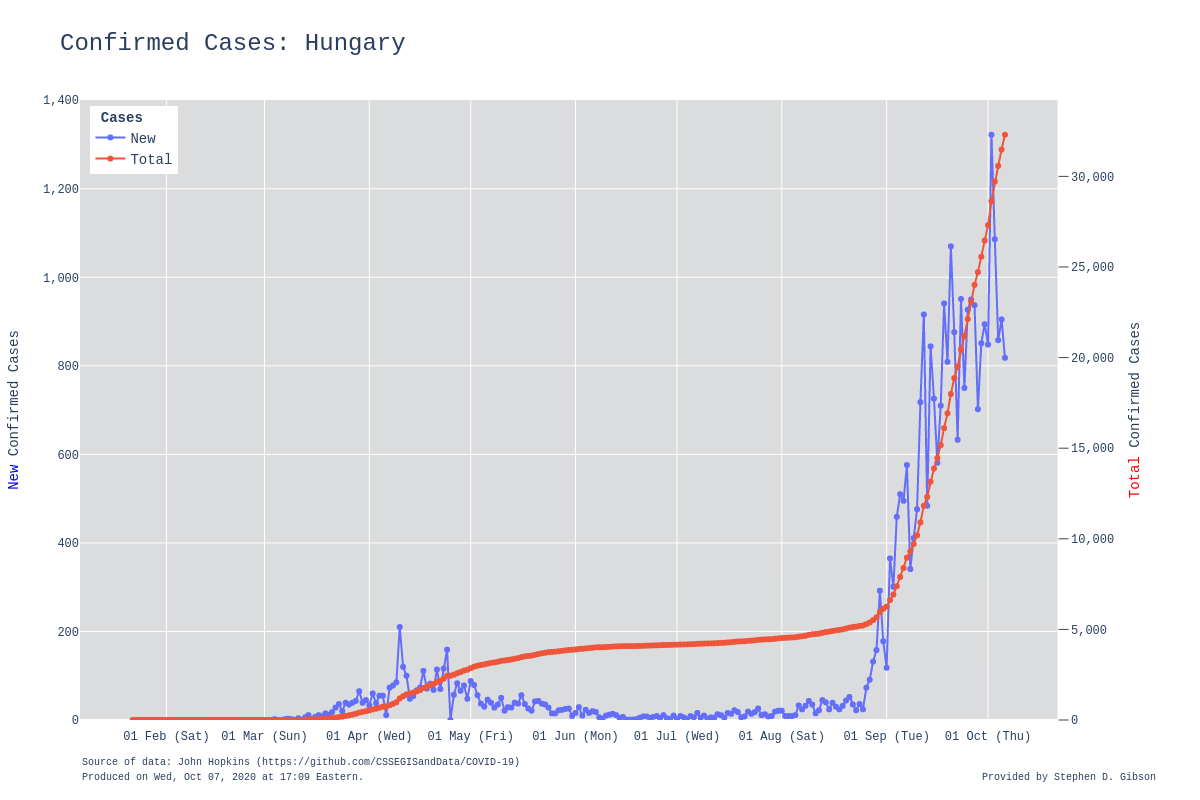 Confirmed Cases: Hungary
1,400
1,200
1,000
800
600
400
200
0
Cases
New
Total
30,000
25,000
20,000
15,000
10,000
5,000
0
New Confirmed Cases
Total Confirmed Cases
01 Feb (Sat) 01 Mar (Sun) 01 Apr (Wed) 01 May (Fri) 01 Jun (Mon) 01 Jul (Wed) 01 Aug (Sat) 01 Sep (Tue) 01 Oct (Thu)
Source of data: John Hopkins (https://github.com/CSSEGISandData/COVID-19)
Produced on Wed, Oct 07, 2020 at 17:09 Eastern.
Provided by Stephen D. Gibson